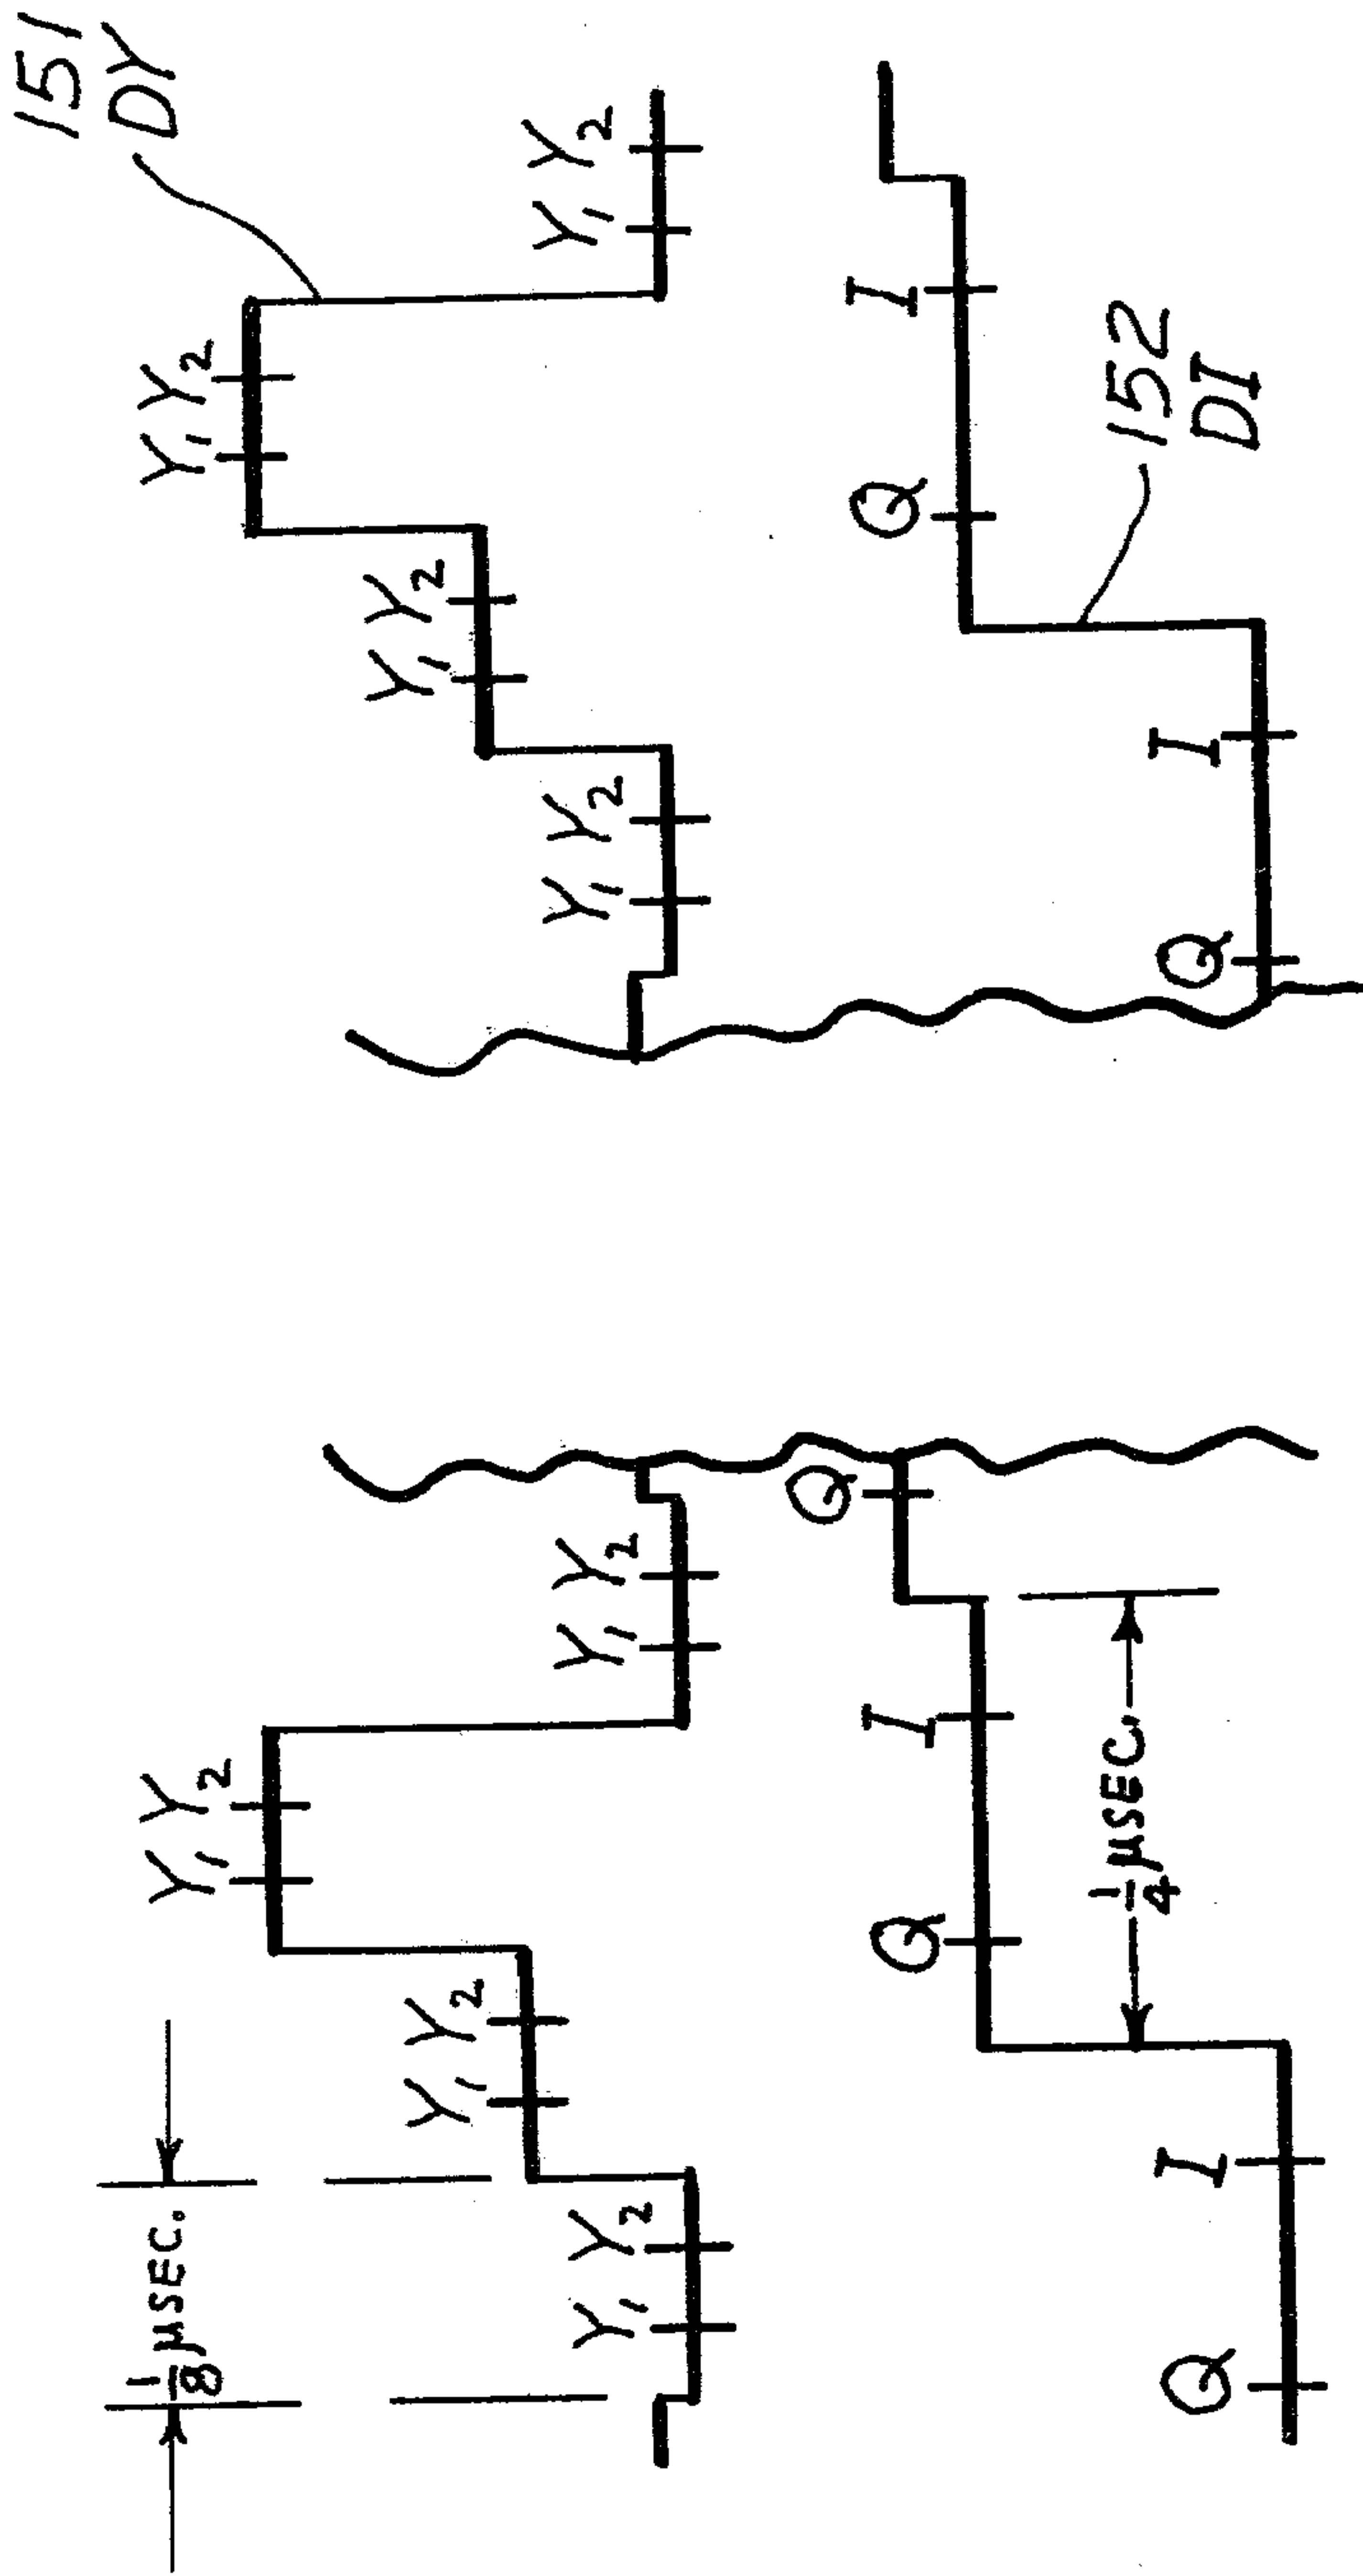 151
DY
1/8 μSEC.
Y₁ Y₂ Y₁ Y₂
Y₁ Y₂ Y₁ Y₂
Y₁ Y₂ Y₁ Y₂ Y₁ Y₂ Y₁ Y₂
Q
Q I Q I
1/4 μSEC.
152
DI
Q I Q I